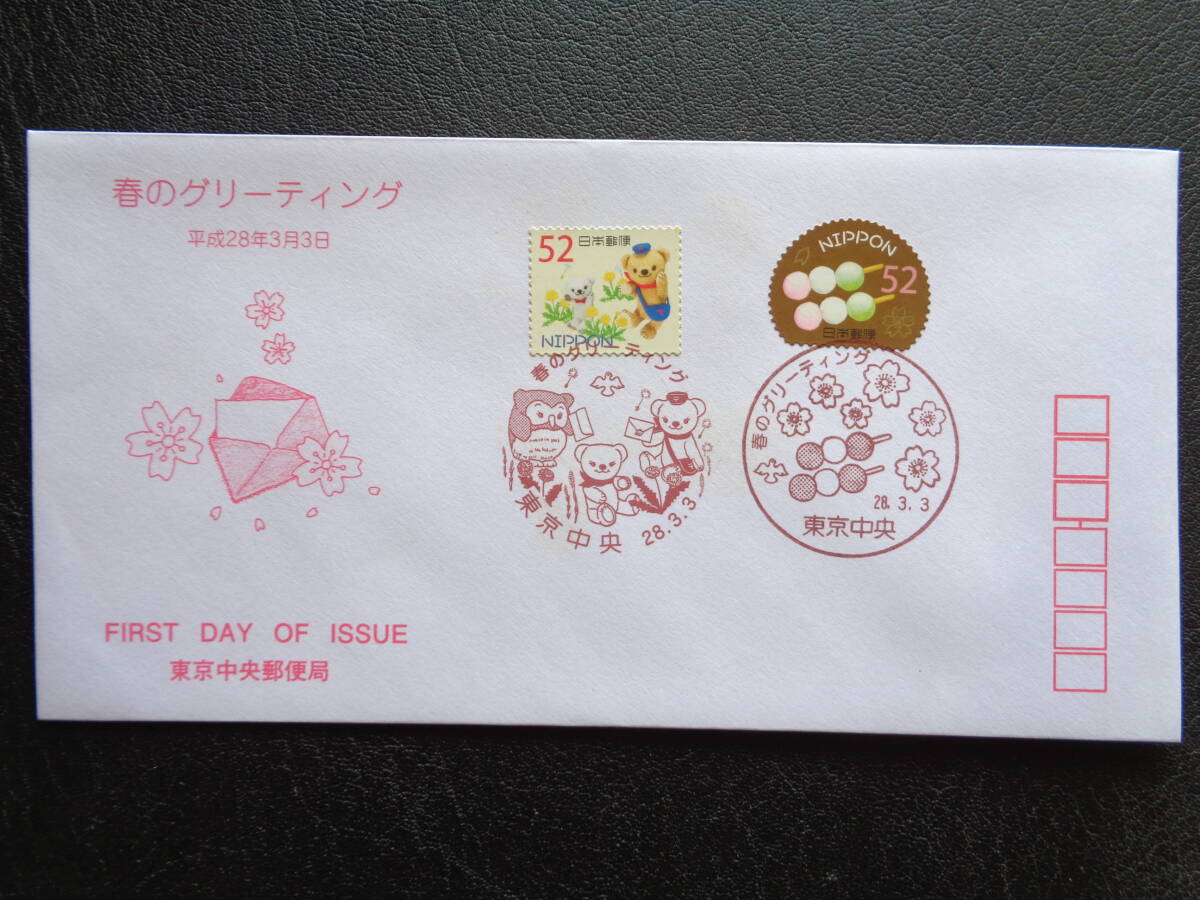 春のグリーティング
平成28年3月3日
52 日本郵便
NIPPON
NIPPON
52
日本郵便
春のグリーティング
東京中央 28.3.3
春のグリーティング
28.3.3
東京中央
FIRST DAY OF ISSUE
東京中央郵便局